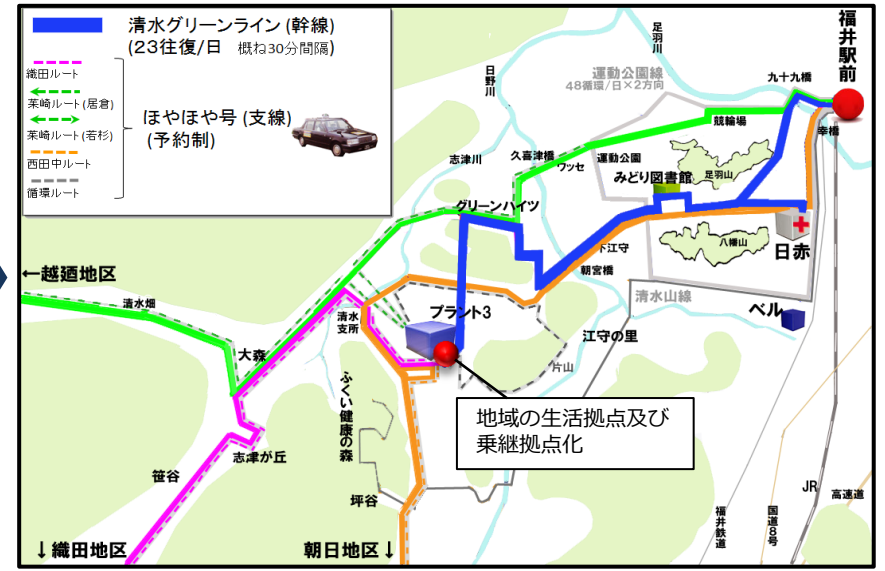 清水グリーンライン (幹線)
(23往復/日 概ね30分間隔)
織田ルート
茱崎ルート(居倉)
茱崎ルート(若杉)
西田中ルート
循環ルート
ほやほや号 (支線)
(予約制)
福井駅前
足羽川
日野川
運動公園線
48循環/日×2方向
九十九橋
幸橋
競輪場
久喜津橋
ワッセ
運動公園
みどり図書館
足羽山
志津川
グリーンハイツ
日赤
八幡山
下江守
朝宮橋
←越廼地区
清水山線
清水畑
プラント3
清水
支所
ベル
江守の里
大森
片山
ふくい健康の森
地域の生活拠点及び
乗継拠点化
志津が丘
笹谷
坪谷
JR
高速道
福井鉄道
国道8号
↓織田地区
朝日地区↓